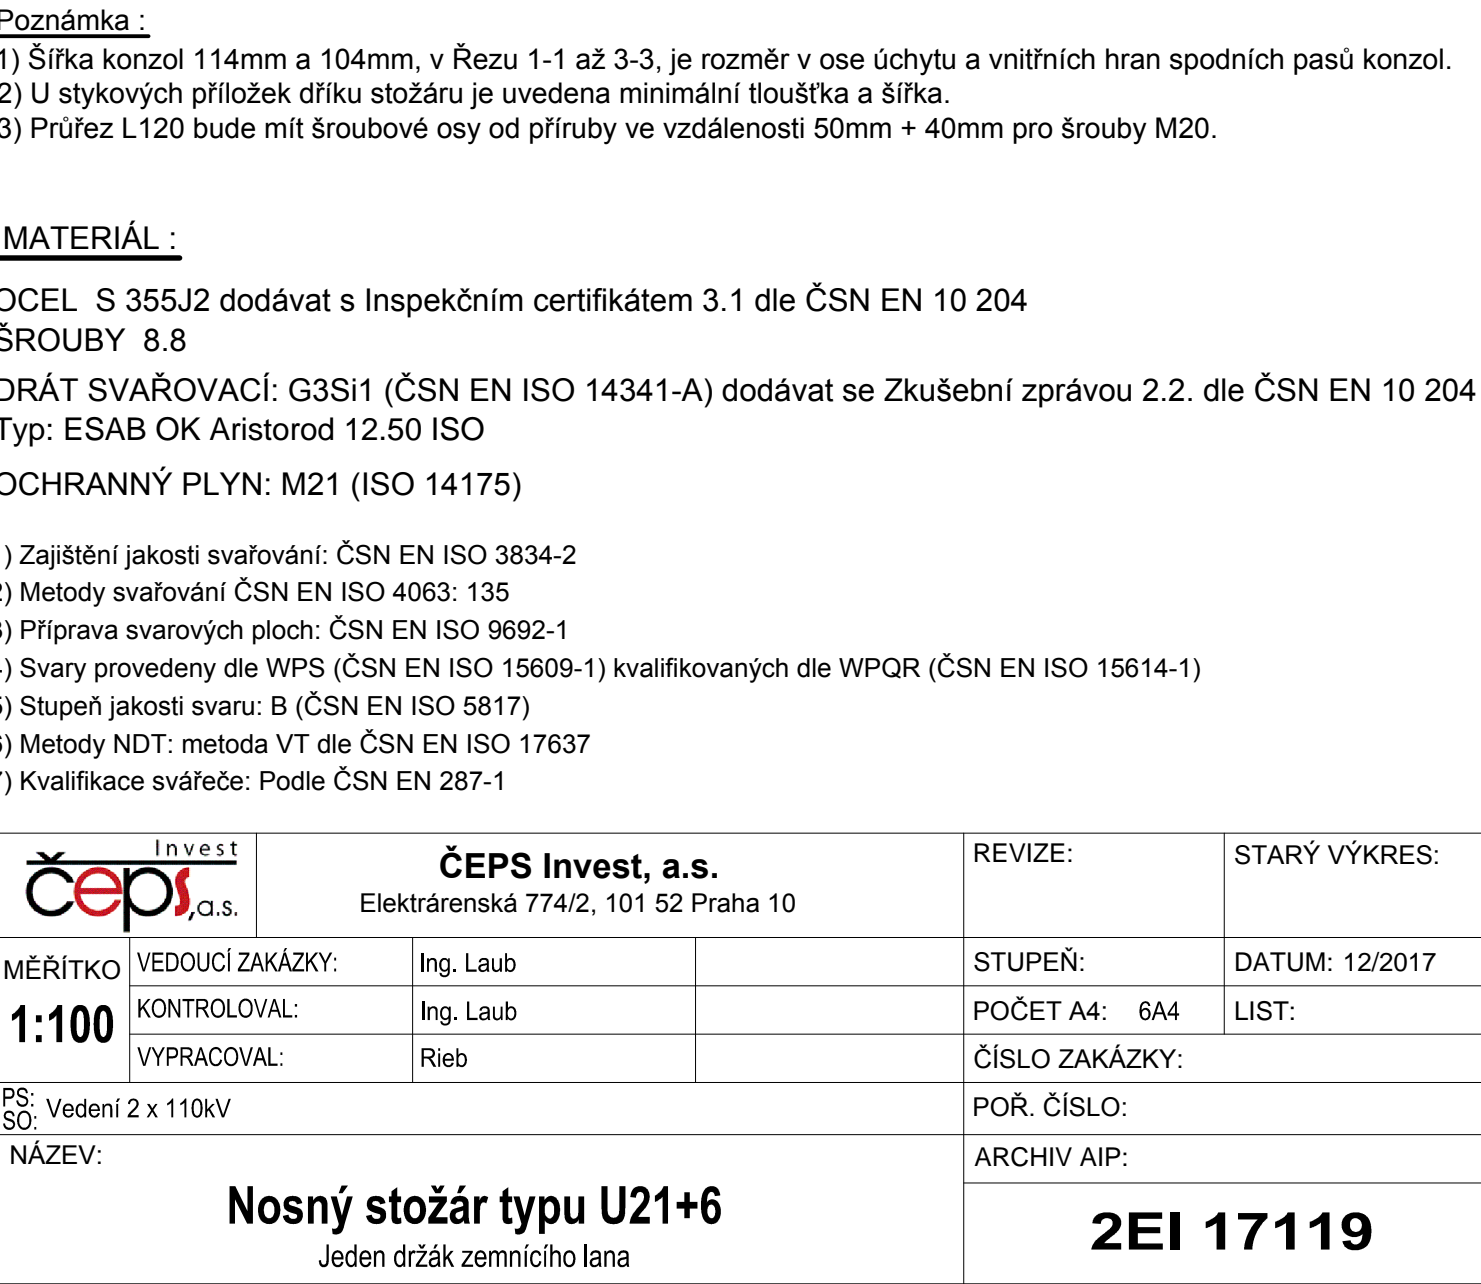 Poznámka :
1) Šířka konzol 114mm a 104mm, v Řezu 1-1 až 3-3, je rozměr v ose úchytu a vnitřních hran spodních pasů konzol.
2) U stykových příložek dříku stožáru je uvedena minimální tloušťka a šířka.
3) Průřez L120 bude mít šroubové osy od příruby ve vzdálenosti 50mm + 40mm pro šrouby M20.
MATERIÁL :
OCEL S 355J2 dodávat s Inspekčním certifikátem 3.1 dle ČSN EN 10 204
ŠROUBY 8.8
DRÁT SVAŘOVACÍ: G3Si1 (ČSN EN ISO 14341-A) dodávat se Zkušební zprávou 2.2. dle ČSN EN 10 204
Typ: ESAB OK Aristorod 12.50 ISO
OCHRANNÝ PLYN: M21 (ISO 14175)
1) Zajištění jakosti svařování: ČSN EN ISO 3834-2
2) Metody svařování ČSN EN ISO 4063: 135
3) Příprava svarových ploch: ČSN EN ISO 9692-1
4) Svary provedeny dle WPS (ČSN EN ISO 15609-1) kvalifikovaných dle WPQR (ČSN EN ISO 15614-1)
5) Stupeň jakosti svaru: B (ČSN EN ISO 5817)
6) Metody NDT: metoda VT dle ČSN EN ISO 17637
7) Kvalifikace svářeče: Podle ČSN EN 287-1
Invest
čeps,a.s.
ČEPS Invest, a.s.
Elektrárenská 774/2, 101 52 Praha 10
REVIZE:
STARÝ VÝKRES:
MĚŘÍTKO
1:100
VEDOUCÍ ZAKÁZKY: Ing. Laub
STUPEŇ:
DATUM: 12/2017
KONTROLOVAL: Ing. Laub
POČET A4: 6A4
LIST:
VYPRACOVAL: Rieb
ČÍSLO ZAKÁZKY:
PS:
SO: Vedení 2 x 110kV
POŘ. ČÍSLO:
NÁZEV:
ARCHIV AIP:
Nosný stožár typu U21+6
Jeden držák zemnícího lana
2EI 17119